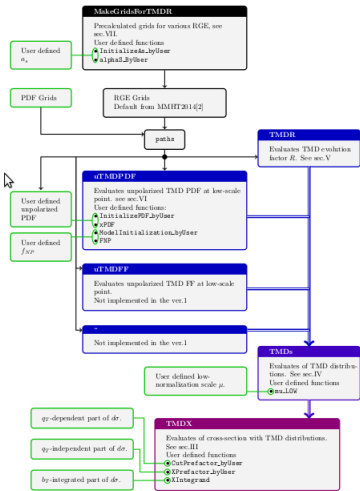 MakeGridsForTMDR
Precalculated grids for various RGE, see
sec.VII.
User defined functions
InitializeAs_byUser
alphaS_ByUser
User defined
a_s
PDF Grids
RGE Grids
Default from MMHT2014[2]
paths
TMDR
Evaluates TMD evolution
factor R. See sec.V
uTMDPDF
Evaluates unpolarized TMD PDF at low-scale
point. see sec.VI
User defined functions:
InitializePDF_byUser
xPDF
ModelInitialization_byUser
FNP
User defined
unpolarized
PDF
User defined
f_NP
uTMDFF
Evaluates unpolarized TMD FF at low-scale
point.
Not implemented in the ver.1
Not implemented in the ver.1
TMDs
Evaluates of TMD distribu-
tions. See sec.IV
User defined functions
mu_LOW
User defined low-
normalization scale μ.
TMDX
Evaluates of cross-section with TMD distributions.
See sec.III
User defined functions
CutPrefactor_byUser
XPrefactor_byUser
XIntegrand
q_T-dependent part of dσ.
q_T-independent part of dσ.
b_T-integrated part of dσ.